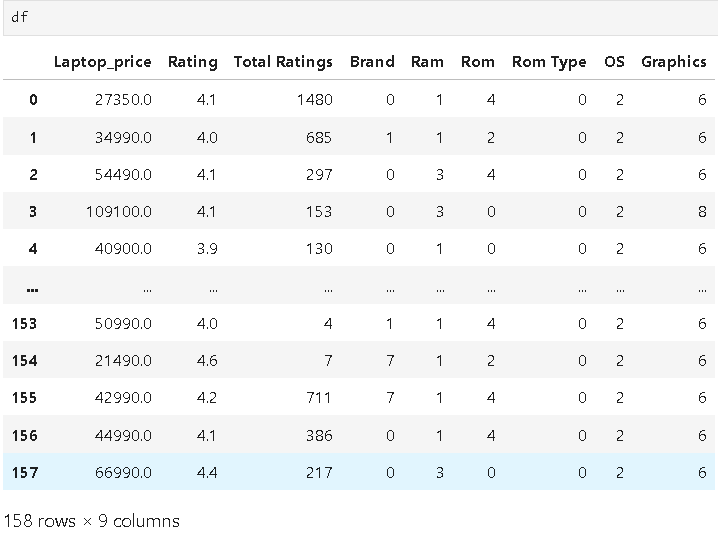 df
Laptop_price Rating Total Ratings Brand Ram Rom Rom Type OS Graphics
0 27350.0 4.1 1480 0 1 4 0 2 6
1 34990.0 4.0 685 1 1 2 0 2 6
2 54490.0 4.1 297 0 3 4 0 2 6
3 109100.0 4.1 153 0 3 0 0 2 8
4 40900.0 3.9 130 0 1 0 0 2 6
... ... ... ... ... ... ... ... ... ...
153 50990.0 4.0 4 1 1 4 0 2 6
154 21490.0 4.6 7 7 1 2 0 2 6
155 42990.0 4.2 711 7 1 4 0 2 6
156 44990.0 4.1 386 0 1 4 0 2 6
157 66990.0 4.4 217 0 3 0 0 2 6
158 rows × 9 columns